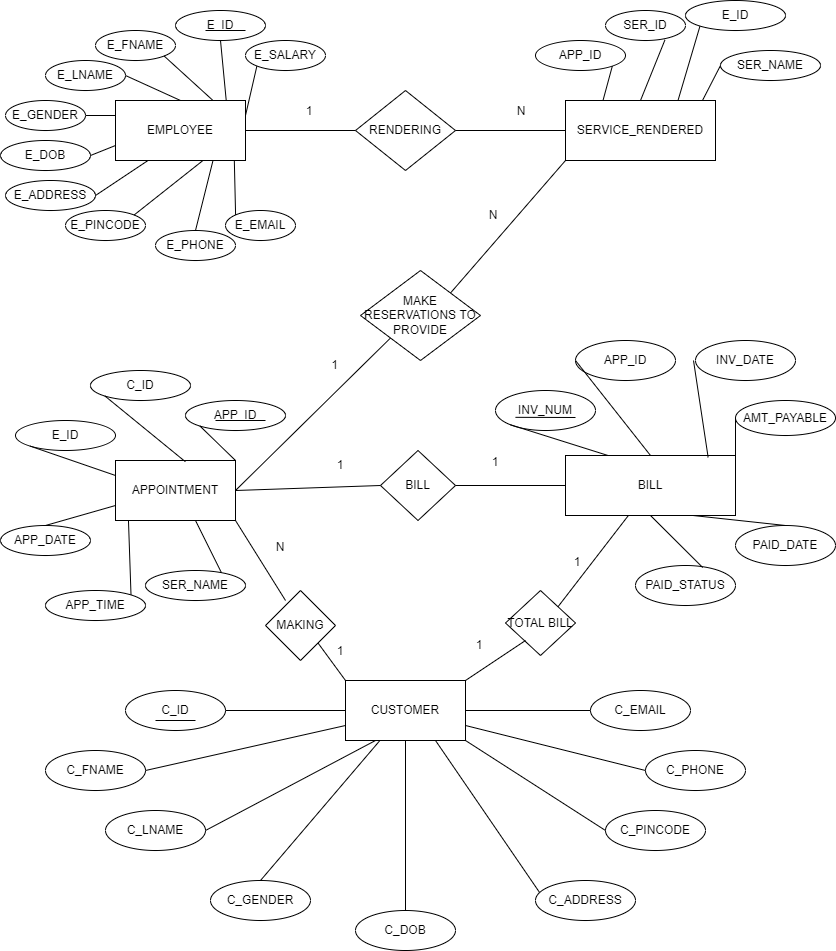 E_ID
SER_ID
E_ID
E_FNAME
E_SALARY
APP_ID
SER_NAME
E_LNAME
E_GENDER
1
N
EMPLOYEE
RENDERING
SERVICE_RENDERED
E_DOB
E_ADDRESS
E_PINCODE
E_EMAIL
E_PHONE
N
MAKE
RESERVATIONS TO
PROVIDE
1
C_ID
APP_ID
INV_DATE
APP_ID
INV_NUM
AMT_PAYABLE
E_ID
1
1
APPOINTMENT
BILL
BILL
APP_DATE
N
PAID_DATE
1
SER_NAME
PAID_STATUS
APP_TIME
MAKING
TOTAL BILL
1
1
C_ID
CUSTOMER
C_EMAIL
C_FNAME
C_PHONE
C_LNAME
C_PINCODE
C_GENDER
C_ADDRESS
C_DOB